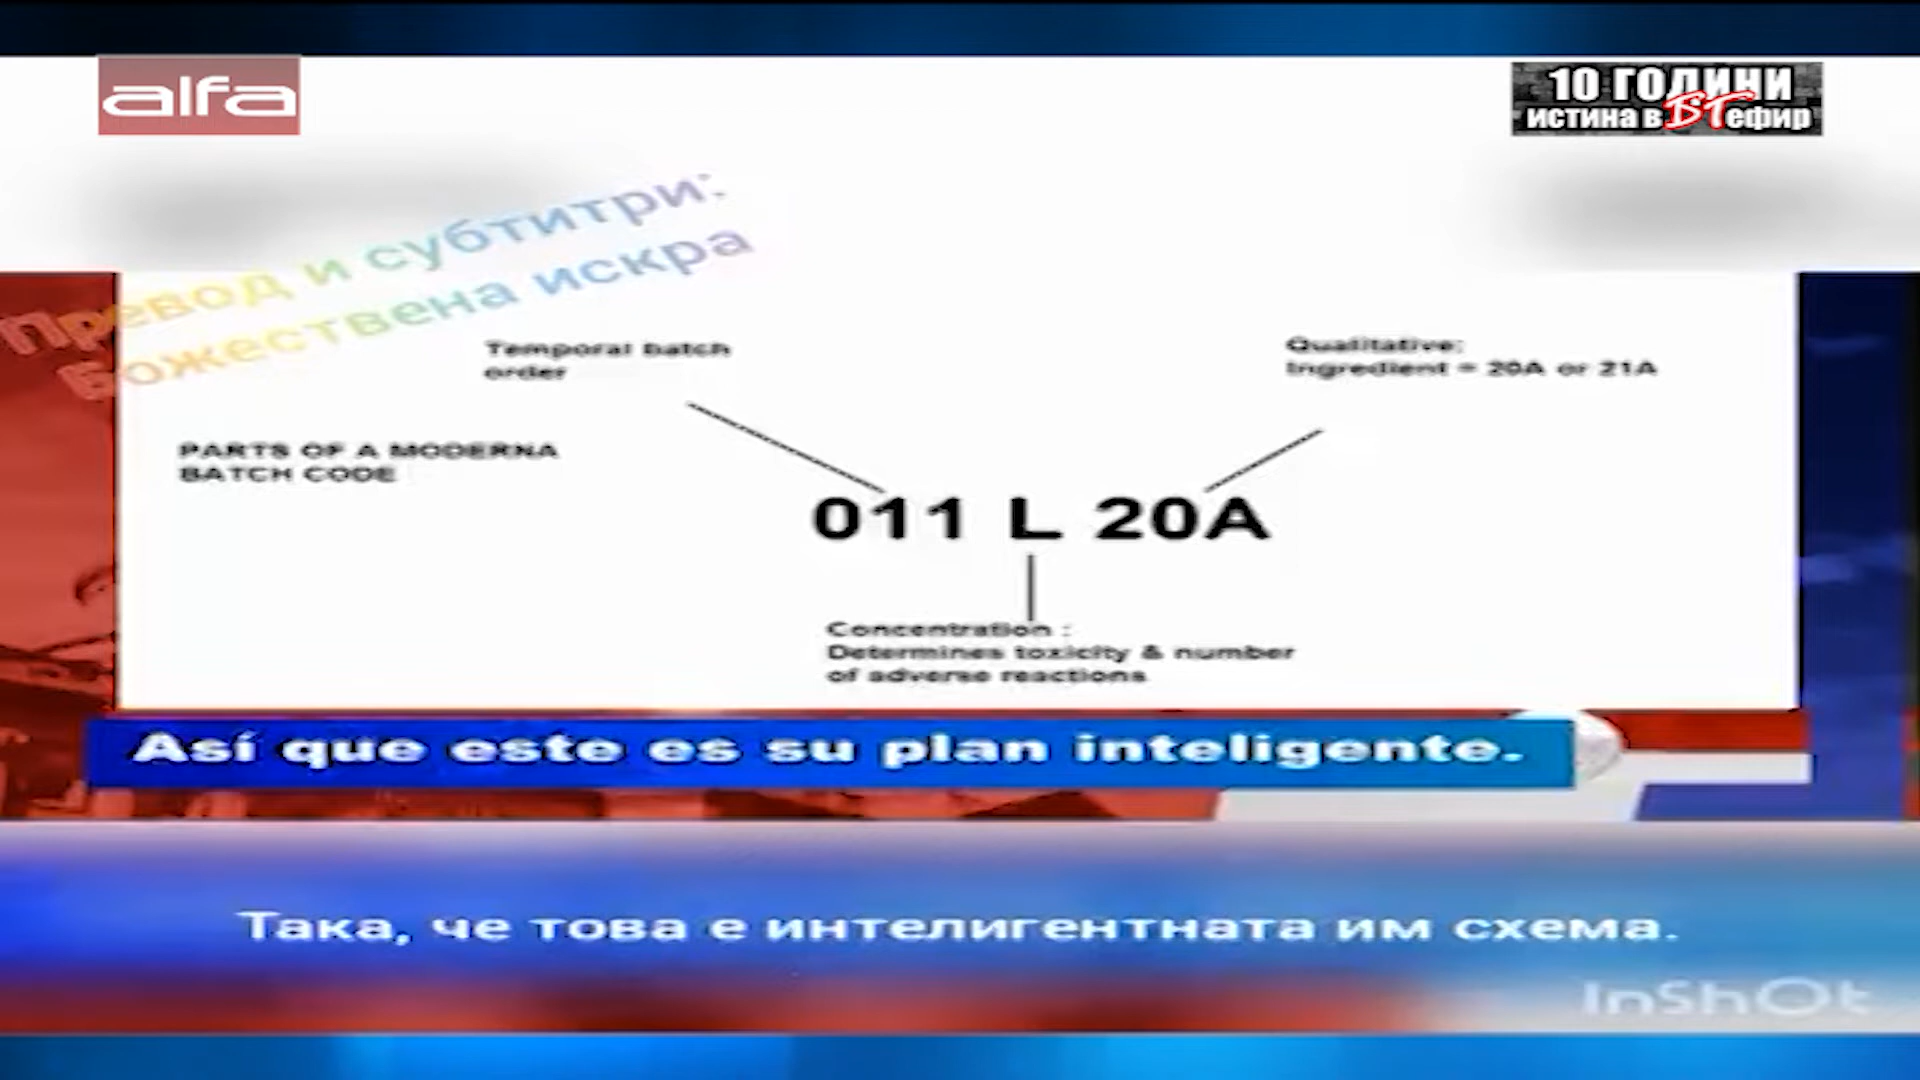 alfa
10 ГОДИНИ
истина в БТ ефир
Превод и субтитри:
Божествена искра
Temporal batch
order
Qualitative:
Ingredient = 20A or 21A
PARTS OF A MODERNA
BATCH CODE
011 L 20A
Concentration :
Determines toxicity & number
of adverse reactions
Así que este es su plan inteligente.
Така, че това е интелигентната им схема.
InShOt